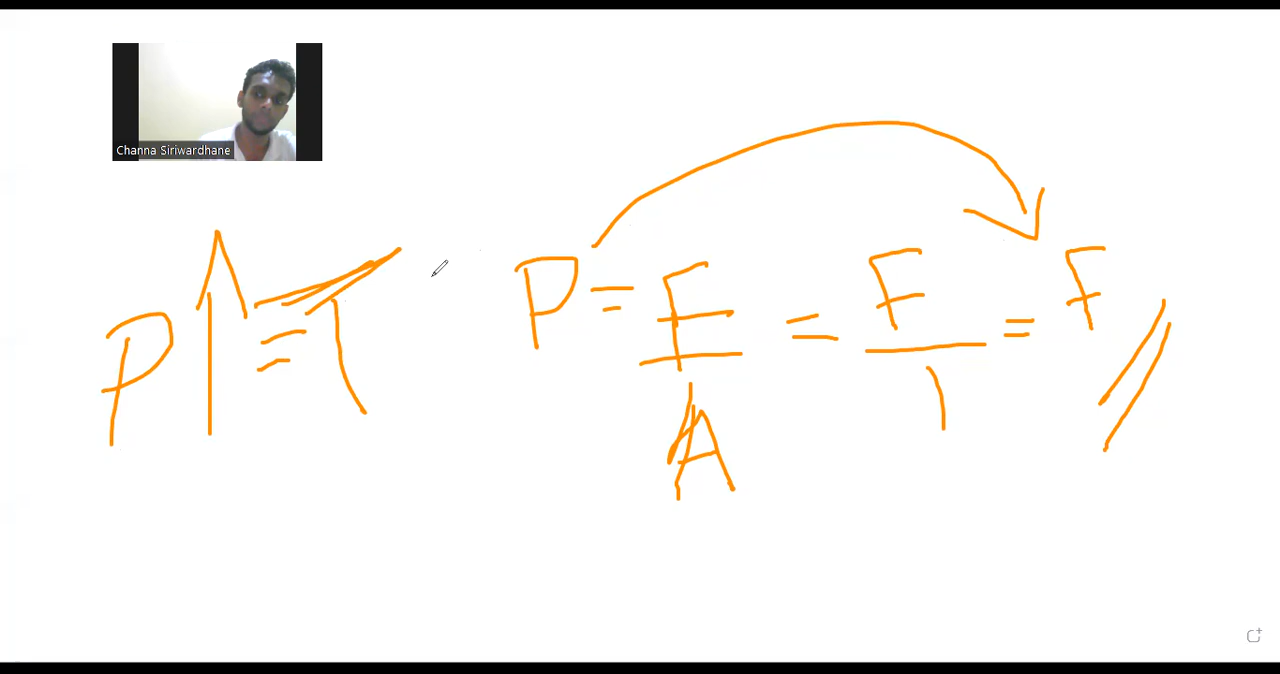 Channa Siriwardhane
P↑ = T
P = F/A = F/1 = F //